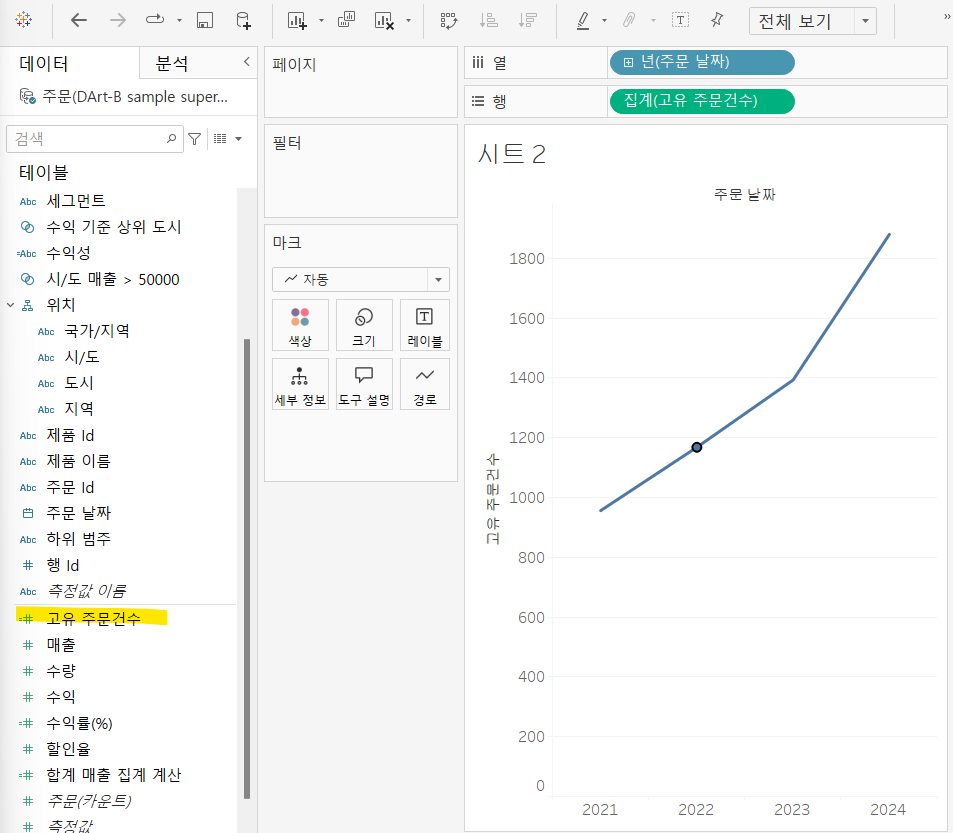 전체 보기
»
데이터
분석
주문(DArt-B sample super...
검색
테이블
Abc 세그먼트
수익 기준 상위 도시
=Abc 수익성
시/도 매출 > 50000
위치
Abc 국가/지역
Abc 시/도
Abc 도시
Abc 지역
Abc 제품 Id
Abc 제품 이름
Abc 주문 Id
주문 날짜
Abc 하위 범주
# 행 Id
Abc 측정값 이름
=# 고유 주문건수
# 매출
# 수량
# 수익
=# 수익률(%)
# 할인율
=# 합계 매출 집계 계산
# 주문(카운트)
# 측정값
페이지
필터
마크
자동
색상
크기
레이블
세부 정보
도구 설명
경로
열
년(주문 날짜)
행
집계(고유 주문건수)
시트 2
주문 날짜
고유 주문건수
1800
1600
1400
1200
1000
800
600
400
200
0
2021
2022
2023
2024